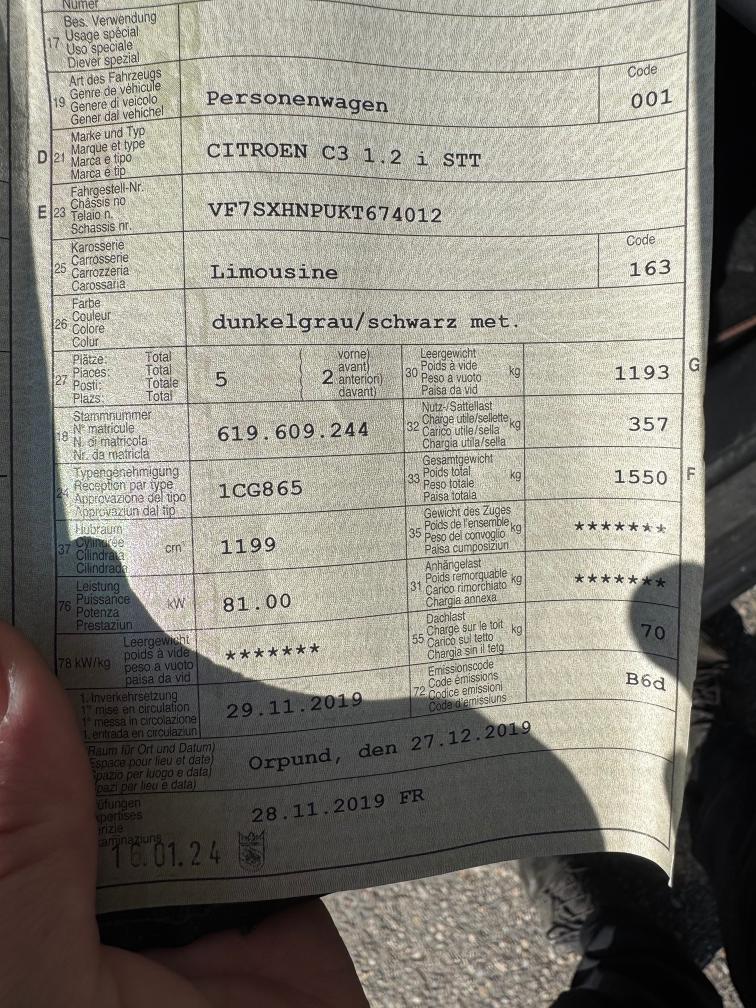 Numer
17 Bes. Verwendung
Usage spécial
Uso speciale
Diever spezial
19 Art des Fahrzeugs
Genre de véhicule
Genere di veicolo
Gener dal vehichel
Personenwagen
Code
001
D 21 Marke und Typ
Marque et type
Marca e tipo
Marca e tip
CITROEN C3 1.2 i STT
E 23 Fahrgestell-Nr.
Châssis no
Telaio n.
Schassis nr.
VF7SXHNPUKT674012
25 Karosserie
Carrosserie
Carrozzeria
Carossaria
Limousine
Code
163
26 Farbe
Couleur
Colore
Colur
dunkelgrau/schwarz met.
27 Plätze: Total
Places: Total
Posti: Totale
Plazs: Total
5
2 vorne)
avant)
anteriori)
davant)
30 Leergewicht
Poids à vide
Peso a vuoto
Paisa da vid
kg
1193 G
18 Stammnummer
N° matricule
N. di matricola
Nr. da matricla
619.609.244
32 Nutz-/Sattellast
Charge utile/sellette kg
Carico utile/sella
Chargia utila/sella
357
24 Typengenehmigung
Réception par type
Approvazione del tipo
Approvaziun dal tip
1CG865
33 Gesamtgewicht
Poids total
Peso totale
Paisa totala
kg
1550 F
37 Hubraum
Cylindrée
Cilindrata
Cilindrada
cm³
1199
35 Gewicht des Zuges
Poids de l'ensemble kg
Peso del convoglio
Paisa cumposiziun
*******
76 Leistung
Puissance
Potenza
Prestaziun
kW
81.00
31 Anhängelast
Poids remorquable kg
Carico rimorchiato
Chargia annexa
*******
78 kW/kg Leergewicht
poids à vide
peso a vuoto
paisa da vid
*******
55 Dachlast
Charge sur le toit
Carico sul tetto
Chargia sin il tetg
kg
70
1. Inverkehrsetzung
1re mise en circulation
1a messa in circolazione
1. entrada en circulaziun
29.11.2019
72 Emissionscode
Code émissions
Codice emissioni
Code d'emissiuns
B6d
(Raum für Ort und Datum)
Espace pour lieu et date)
pazio per luogo e data)
pazi per lieu e data)
Orpund, den 27.12.2019
üfungen
pertises
28.11.2019 FR
.01.24